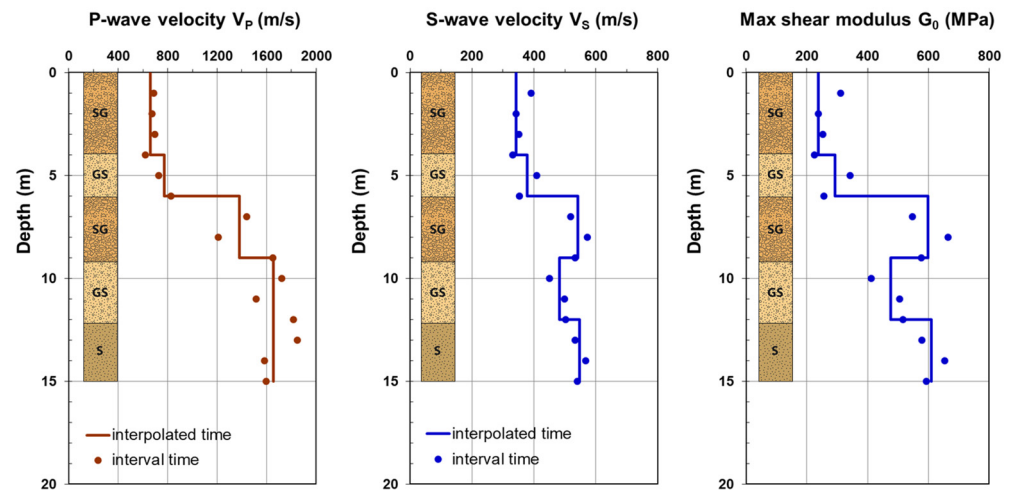 P-wave velocity V_P (m/s)
0 400 800 1200 1600 2000
Depth (m)
0
5
10
15
20
SG
GS
SG
GS
S
interpolated time
interval time
S-wave velocity V_S (m/s)
0 200 400 600 800
Depth (m)
0
5
10
15
20
SG
GS
SG
GS
S
interpolated time
interval time
Max shear modulus G_0 (MPa)
0 200 400 600 800
Depth (m)
0
5
10
15
20
SG
GS
SG
GS
S